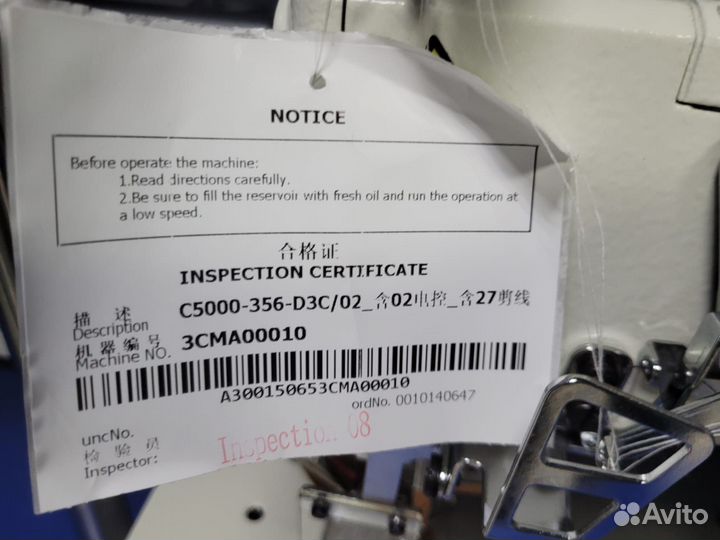 NOTICE
Before operate the machine:
1.Read directions carefully.
2.Be sure to fill the reservoir with fresh oil and run the operation at
a low speed.
合格证
INSPECTION CERTIFICATE
描 述 C5000-356-D3C/02_含02电控_含27剪线
Description
机器编号 3CMA00010
Machine NO.
A300150653CMA00010
ordNo. 0010140647
uncNo.
检 验 员 Inspection 08
Inspector:
Avito